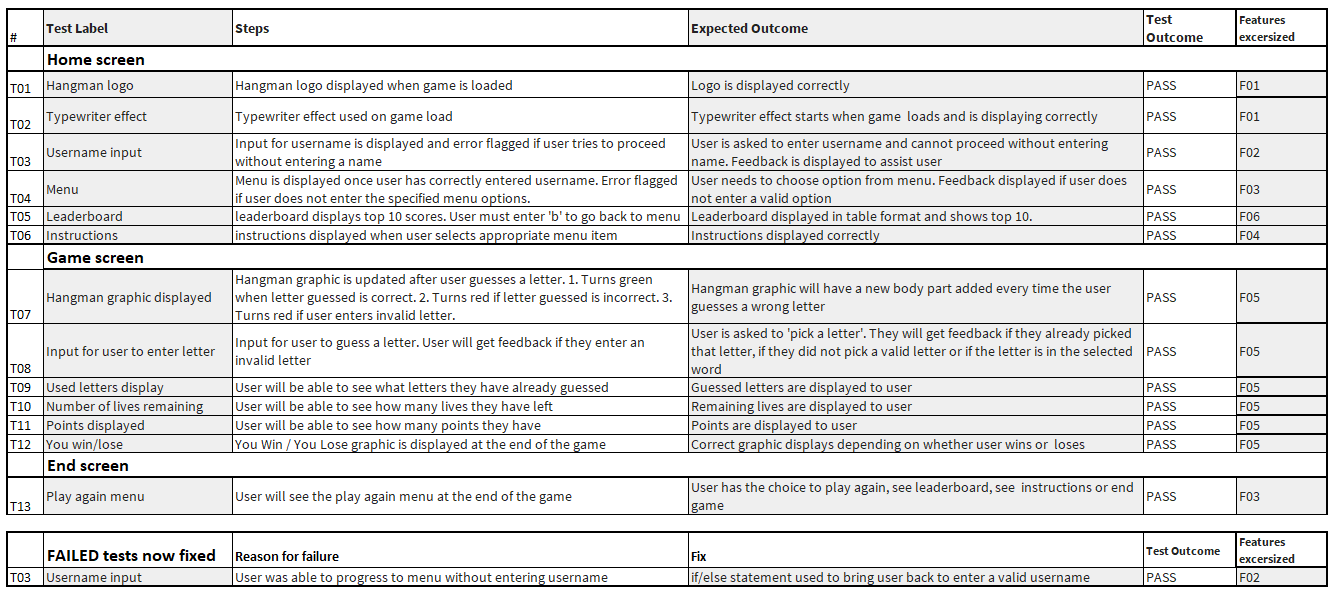 # Test Label Steps Expected Outcome Test Outcome Features excersized
Home screen
T01 Hangman logo Hangman logo displayed when game is loaded Logo is displayed correctly PASS F01
T02 Typewriter effect Typewriter effect used on game load Typewriter effect starts when game  loads and is displaying correctly PASS F01
T03 Username input Input for username is displayed and error flagged if user tries to proceed without entering a name User is asked to enter username and cannot proceed without entering name. Feedback is displayed to assist user PASS F02
T04 Menu Menu is displayed once user has correctly entered username. Error flagged if user does not enter the specified menu options. User needs to choose option from menu. Feedback displayed if user does not enter a valid option PASS F03
T05 Leaderboard leaderboard displays top 10 scores. User must enter 'b' to go back to menu Leaderboard displayed in table format and shows top 10. PASS F06
T06 Instructions instructions displayed when user selects appropriate menu item Instructions displayed correctly PASS F04
Game screen
T07 Hangman graphic displayed Hangman graphic is updated after user guesses a letter. 1. Turns green when letter guessed is correct. 2. Turns red if letter guessed is incorrect. 3. Turns red if user enters invalid letter. Hangman graphic will have a new body part added every time the user guesses a wrong letter PASS F05
T08 Input for user to enter letter Input for user to guess a letter. User will get feedback if they enter an invalid letter User is asked to 'pick a letter'. They will get feedback if they already picked that letter, if they did not pick a valid letter or if the letter is in the selected word PASS F05
T09 Used letters display User will be able to see what letters they have already guessed Guessed letters are displayed to user PASS F05
T10 Number of lives remaining User will be able to see how many lives they have left Remaining lives are displayed to user PASS F05
T11 Points displayed User will be able to see how many points they have Points are displayed to user PASS F05
T12 You win/lose You Win / You Lose graphic is displayed at the end of the game Correct graphic displays depending on whether user wins or  loses PASS F05
End screen
T13 Play again menu User will see the play again menu at the end of the game User has the choice to play again, see leaderboard, see  instructions or end game PASS F03
FAILED tests now fixed Reason for failure Fix Test Outcome Features excersized
T03 Username input User was able to progress to menu without entering username if/else statement used to bring user back to enter a valid username PASS F02